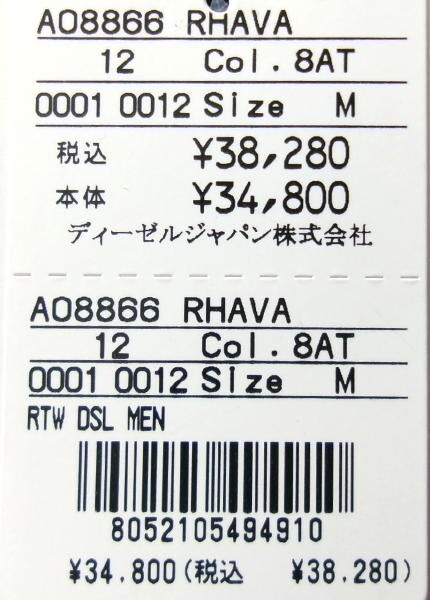 A08866 RHAVA
12 Col. 8AT
0001 0012 Size M
税込 ¥38,280
本体 ¥34,800
ディーゼルジャパン株式会社
A08866 RHAVA
12 Col. 8AT
0001 0012 Size M
RTW DSL MEN
8052105494910
¥34,800(税込 ¥38,280)